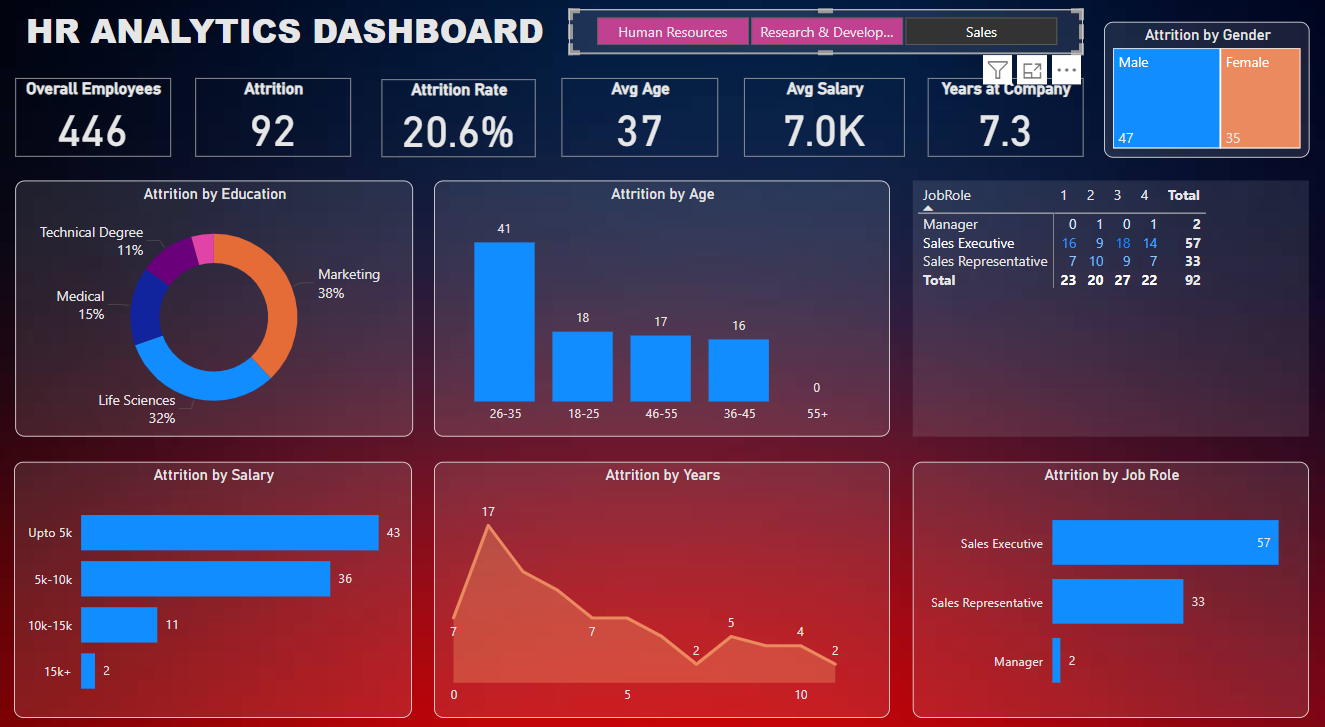 HR ANALYTICS DASHBOARD
Human Resources
Research & Develop...
Sales
Attrition by Gender
Male
Female
47
35
Overall Employees
446
Attrition
92
Attrition Rate
20.6%
Avg Age
37
Avg Salary
7.0K
Years at Company
7.3
Attrition by Education
Technical Degree
11%
Marketing
38%
Medical
15%
Life Sciences
32%
Attrition by Age
41
18
17
16
0
26-35
18-25
46-55
36-45
55+
JobRole 1 2 3 4 Total
Manager 0 1 0 1 2
Sales Executive 16 9 18 14 57
Sales Representative 7 10 9 7 33
Total 23 20 27 22 92
Attrition by Salary
Upto 5k 43
5k-10k 36
10k-15k 11
15k+ 2
Attrition by Years
17
7
7
2
5
4
2
0
5
10
Attrition by Job Role
Sales Executive 57
Sales Representative 33
Manager 2